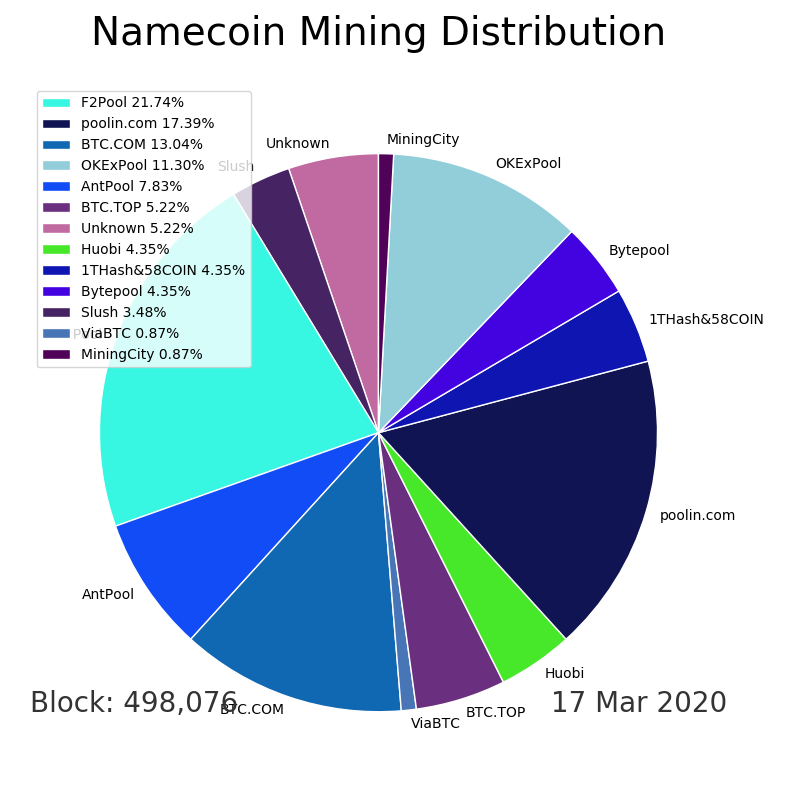 Namecoin Mining Distribution
F2Pool 21.74%
poolin.com 17.39%
BTC.COM 13.04%
OKExPool 11.30%
AntPool 7.83%
BTC.TOP 5.22%
Unknown 5.22%
Huobi 4.35%
1THash&58COIN 4.35%
Bytepool 4.35%
Slush 3.48%
ViaBTC 0.87%
MiningCity 0.87%
MiningCity
Unknown
OKExPool
Slush
Bytepool
1THash&58COIN
poolin.com
AntPool
Huobi
Block: 498,076
17 Mar 2020
BTC.COM
BTC.TOP
ViaBTC